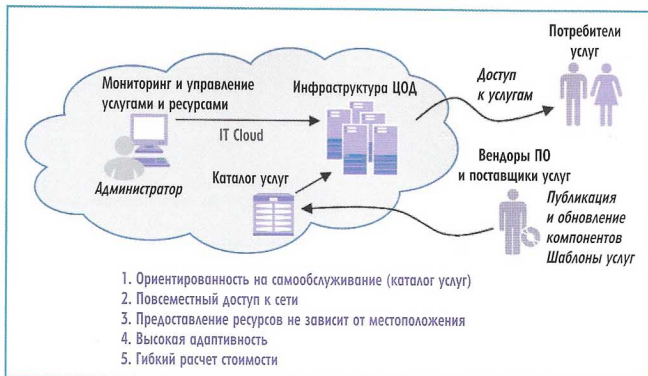 Потребители
услуг
Мониторинг и управление
услугами и ресурсами
Инфраструктура ЦОД
Доступ
к услугам
IT Cloud
Администратор
Каталог услуг
Вендоры ПО
и поставщики услуг
Публикация
и обновление
компонентов
Шаблоны услуг
1. Ориентированность на самообслуживание (каталог услуг)
2. Повсеместный доступ к сети
3. Предоставление ресурсов не зависит от местоположения
4. Высокая адаптивность
5. Гибкий расчет стоимости